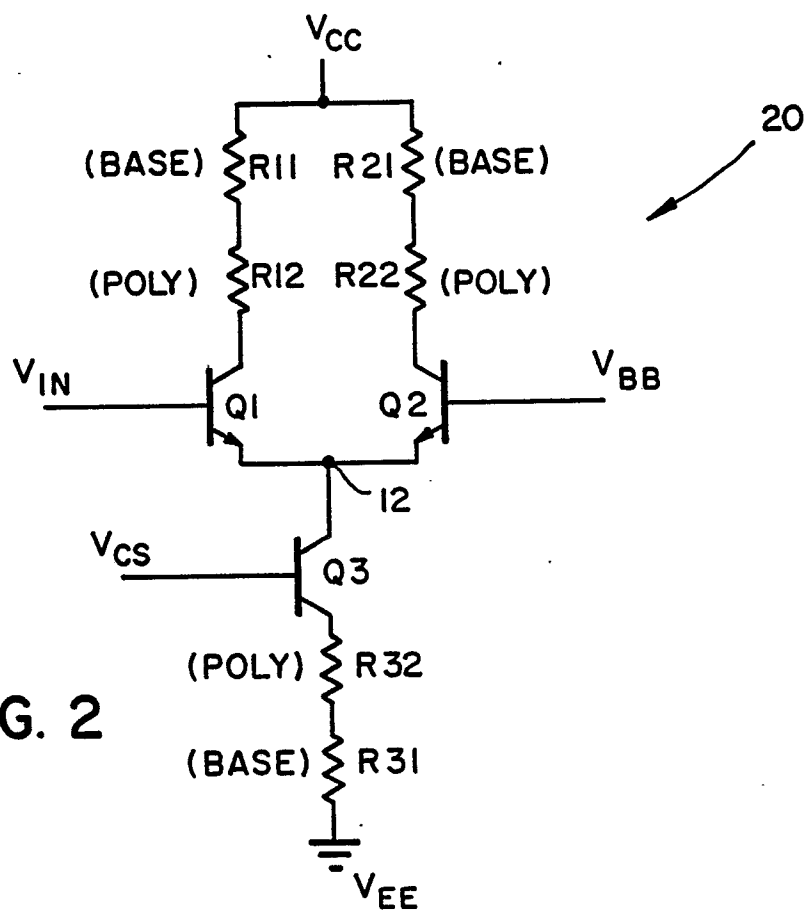 VCC
20
(BASE) R11 R21 (BASE)
(POLY) R12 R22 (POLY)
VIN Q1 Q2 VBB
12
VCS Q3
(POLY) R32
G. 2
(BASE) R31
VEE